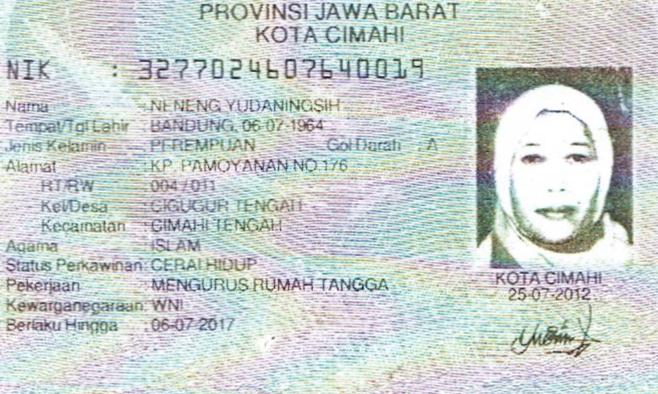 PROVINSI JAWA BARAT
KOTA CIMAHI
NIK : 3277024607640019
Nama : NENENG YUDANINGSIH
Tempat/Tgl Lahir : BANDUNG, 06-07-1964
Jenis Kelamin : PEREMPUAN Gol Darah : A
Alamat : KP. PAMOYANAN NO.176
RT/RW : 004 / 011
Kel/Desa : CIGUGUR TENGAH
Kecamatan : CIMAHI TENGAH
Agama : ISLAM
Status Perkawinan: CERAI HIDUP
Pekerjaan : MENGURUS RUMAH TANGGA
Kewarganegaraan: WNI
Berlaku Hingga : 06-07-2017
KOTA CIMAHI
25-07-2012